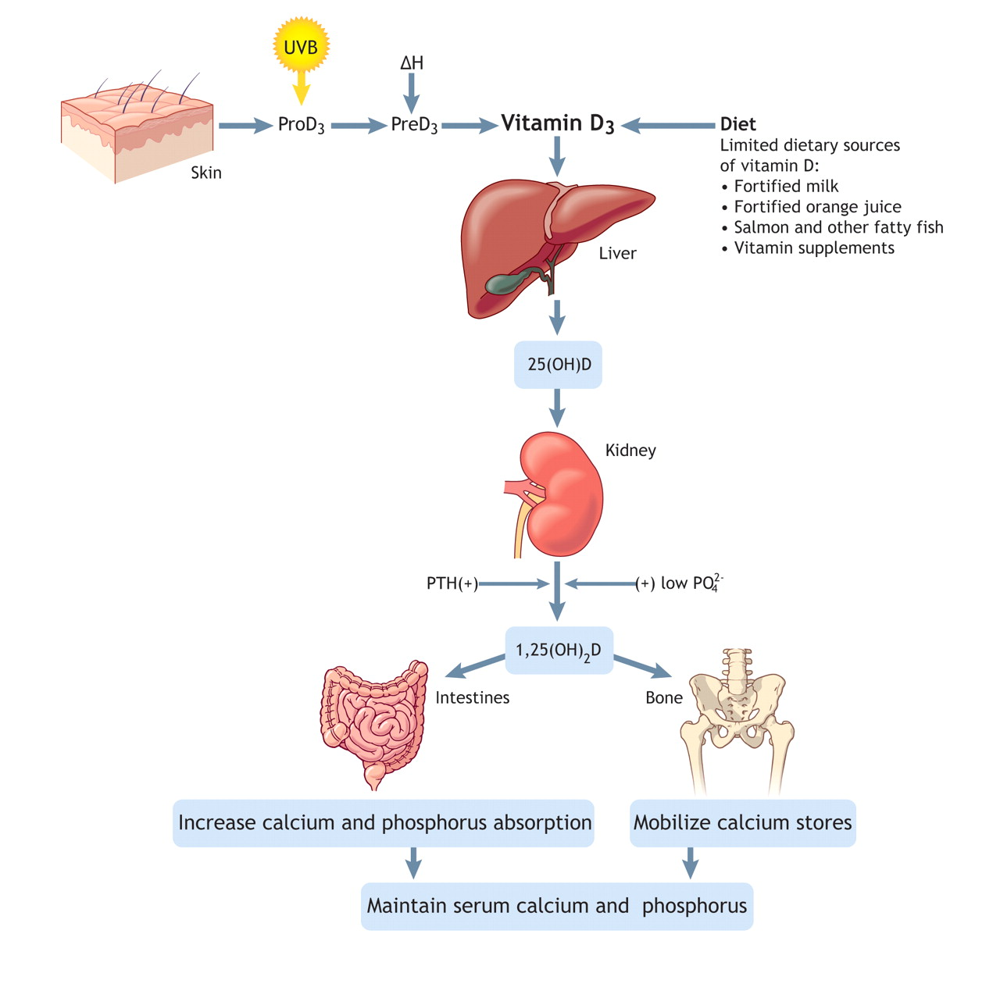 UVB
ΔH
ProD₃
PreD₃
Vitamin D₃
Diet
Limited dietary sources
of vitamin D:
• Fortified milk
• Fortified orange juice
• Salmon and other fatty fish
• Vitamin supplements
Skin
Liver
25(OH)D
Kidney
PTH(+)
(+) low PO₄²⁻
1,25(OH)₂D
Intestines
Bone
Increase calcium and phosphorus absorption
Mobilize calcium stores
Maintain serum calcium and phosphorus